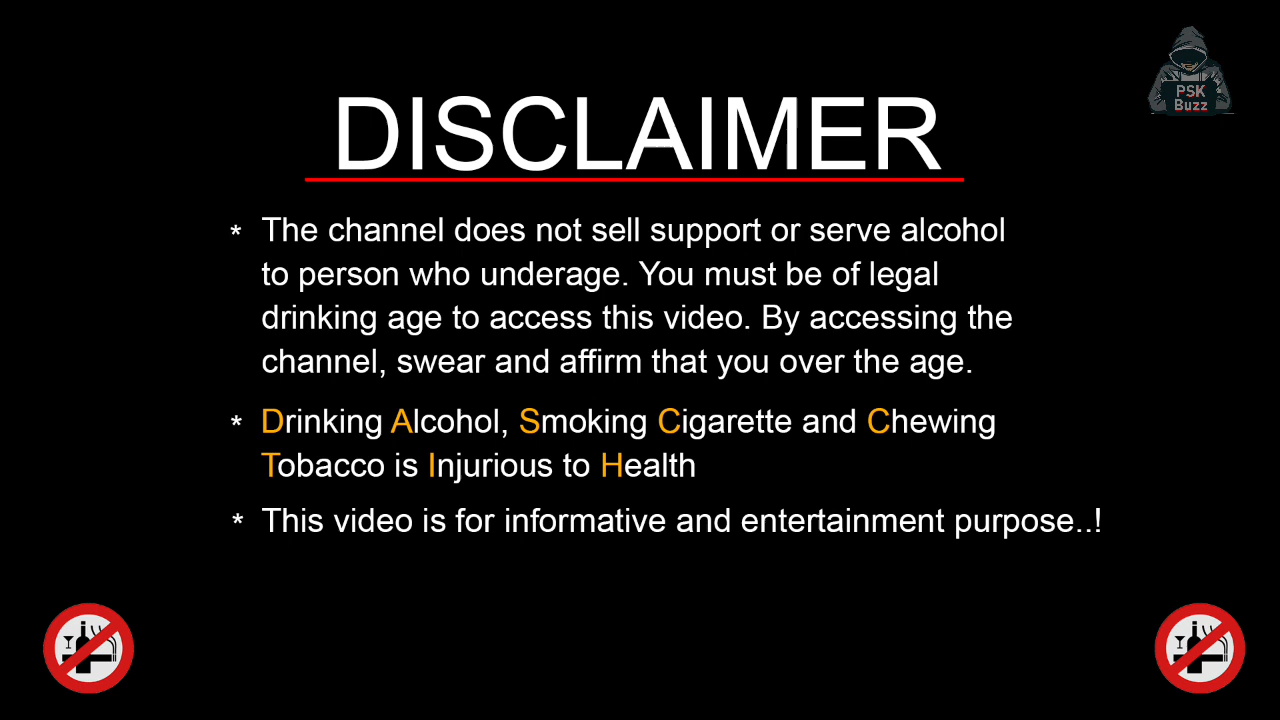 PSK
Buzz
DISCLAIMER
* The channel does not sell support or serve alcohol
to person who underage. You must be of legal
drinking age to access this video. By accessing the
channel, swear and affirm that you over the age.
* Drinking Alcohol, Smoking Cigarette and Chewing
Tobacco is Injurious to Health
* This video is for informative and entertainment purpose..!